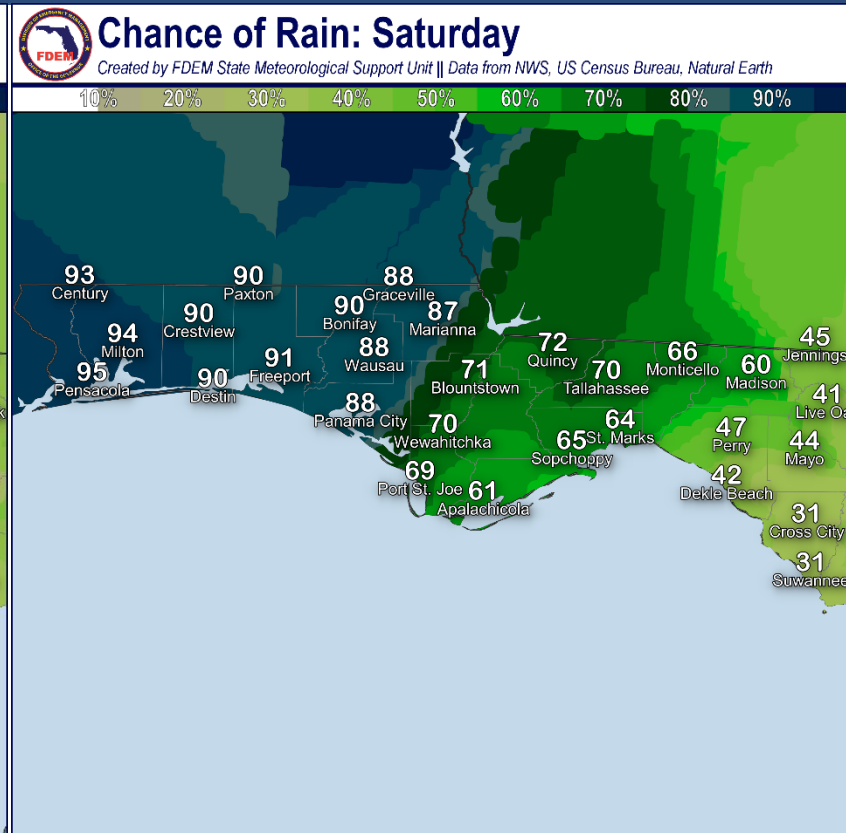 Chance of Rain: Saturday
FDEM
Created by FDEM State Meteorological Support Unit || Data from NWS, US Census Bureau, Natural Earth
10% 20% 30% 40% 50% 60% 70% 80% 90%
93
Century
90
Paxton
88
Graceville
90
Crestview
90
Bonifay
87
Marianna
94
Milton
88
Wausau
72
Quincy
66
Monticello
45
Jennings
95
Pensacola
90
Destin
91
Freeport
71
Blountstown
70
Tallahassee
60
Madison
88
Panama City
41
Live Oa
70
Wewahitchka
64
St. Marks
65
Sopchoppy
47
Perry
44
Mayo
69
Port St. Joe
61
Apalachicola
42
Dekle Beach
31
Cross City
31
Suwannee